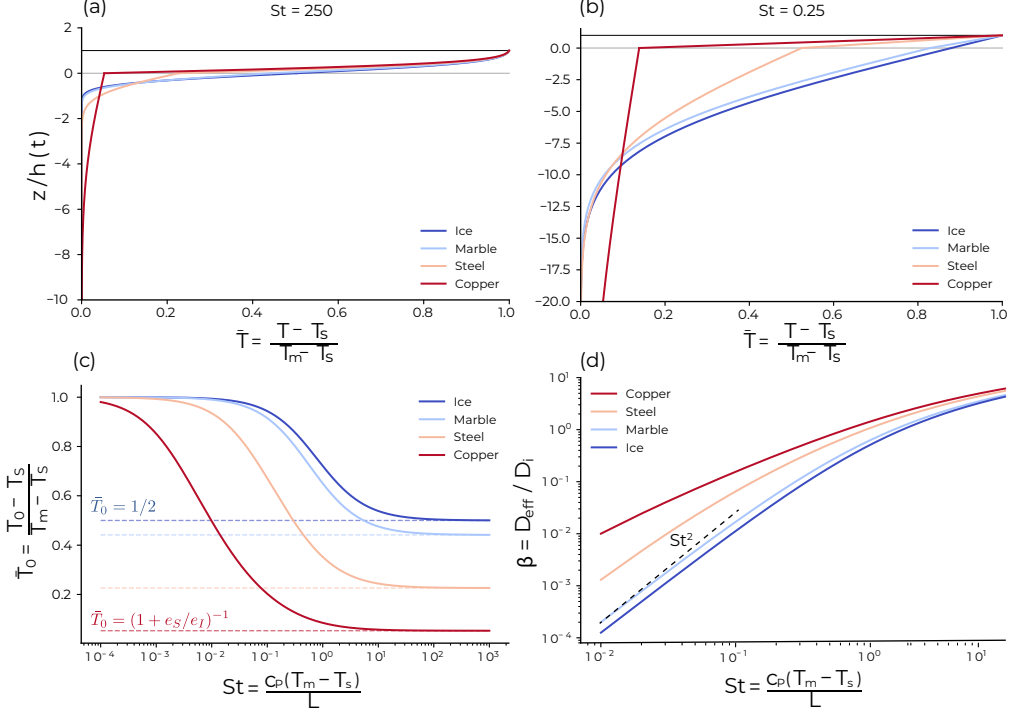 (a)
St = 250
z/h(t)
2
0
−2
−4
−6
−8
−10
0.0 0.2 0.4 0.6 0.8 1.0
Ice
Marble
Steel
Copper
T̄ = T − Ts / Tm − Ts
(b)
St = 0.25
0.0
−2.5
−5.0
−7.5
−10.0
−12.5
−15.0
−17.5
−20.0
0.0 0.2 0.4 0.6 0.8 1.0
Ice
Marble
Steel
Copper
T̄ = T − Ts / Tm − Ts
(c)
T̄0 = T0 − Ts / Tm − Ts
1.0
0.8
0.6
0.4
0.2
Ice
Marble
Steel
Copper
T̄0 = 1/2
T̄0 = (1 + eS/eI)⁻¹
10⁻⁴ 10⁻³ 10⁻² 10⁻¹ 10⁰ 10¹ 10² 10³
St = cP(Tm − Ts) / L
(d)
β = Deff / Di
10¹
10⁰
10⁻¹
10⁻²
10⁻³
10⁻⁴
Copper
Steel
Marble
Ice
St²
10⁻² 10⁻¹ 10⁰ 10¹
St = cP(Tm − Ts) / L